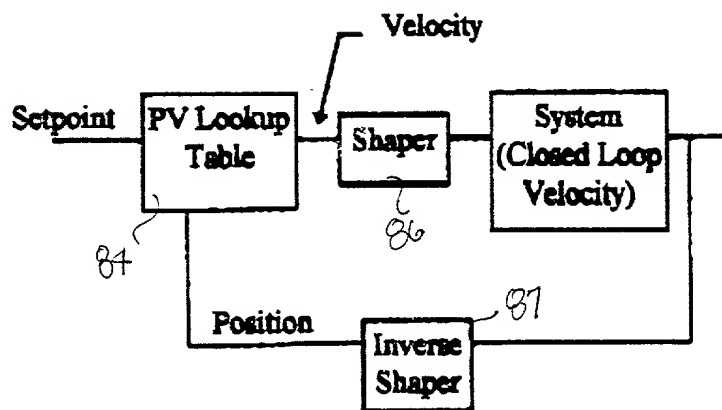 Velocity
Setpoint
PV Lookup
Table
Shaper
System
(Closed Loop
Velocity)
84
86
Position
87
Inverse
Shaper